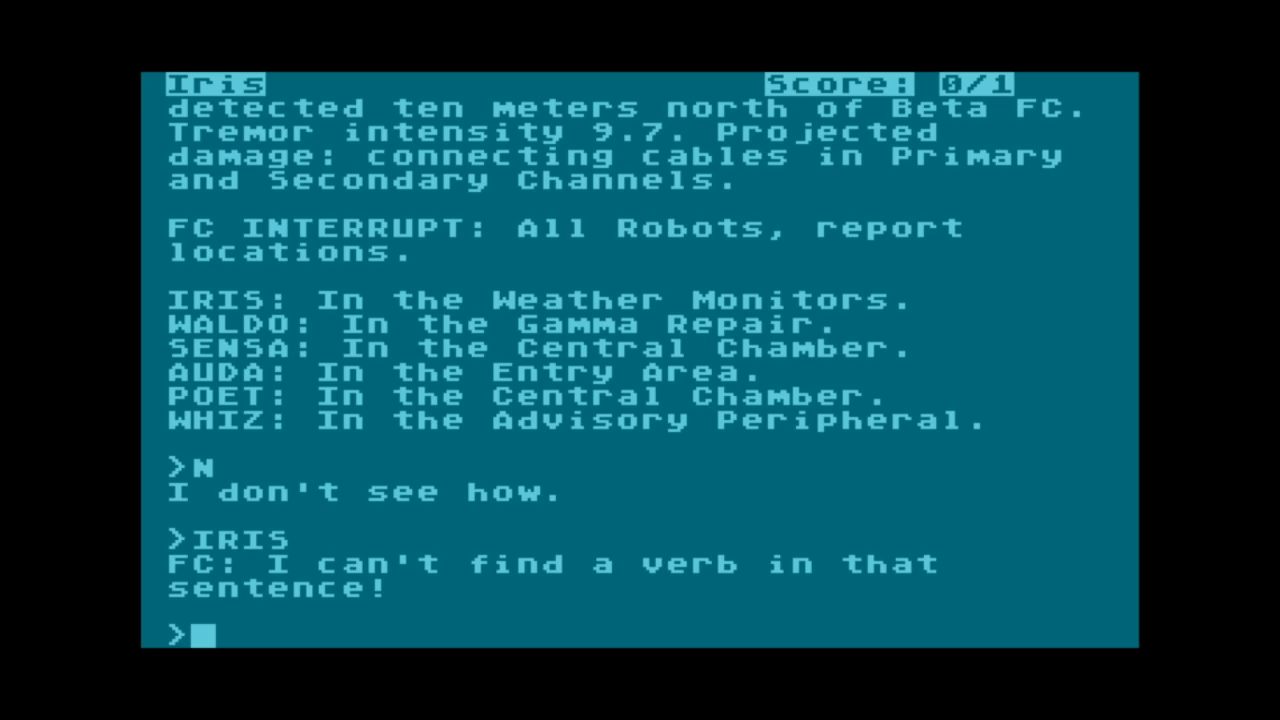 Iris Score: 0/1
detected ten meters north of Beta FC.
Tremor intensity 9.7. Projected
damage: connecting cables in Primary
and Secondary Channels.
FC INTERRUPT: All Robots, report
locations.
IRIS: In the Weather Monitors.
WALDO: In the Gamma Repair.
SENSA: In the Central Chamber.
AUDA: In the Entry Area.
POET: In the Central Chamber.
WHIZ: In the Advisory Peripheral.
>N
I don't see how.
>IRIS
FC: I can't find a verb in that
sentence!
>